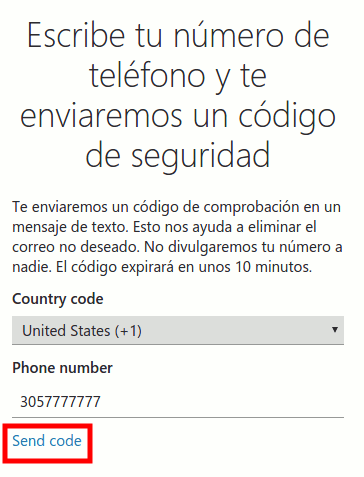 Escribe tu número de
teléfono y te
enviaremos un código
de seguridad
Te enviaremos un código de comprobación en un
mensaje de texto. Esto nos ayuda a eliminar el
correo no deseado. No divulgaremos tu número a
nadie. El código expirará en unos 10 minutos.
Country code
United States (+1)
Phone number
3057777777
Send code